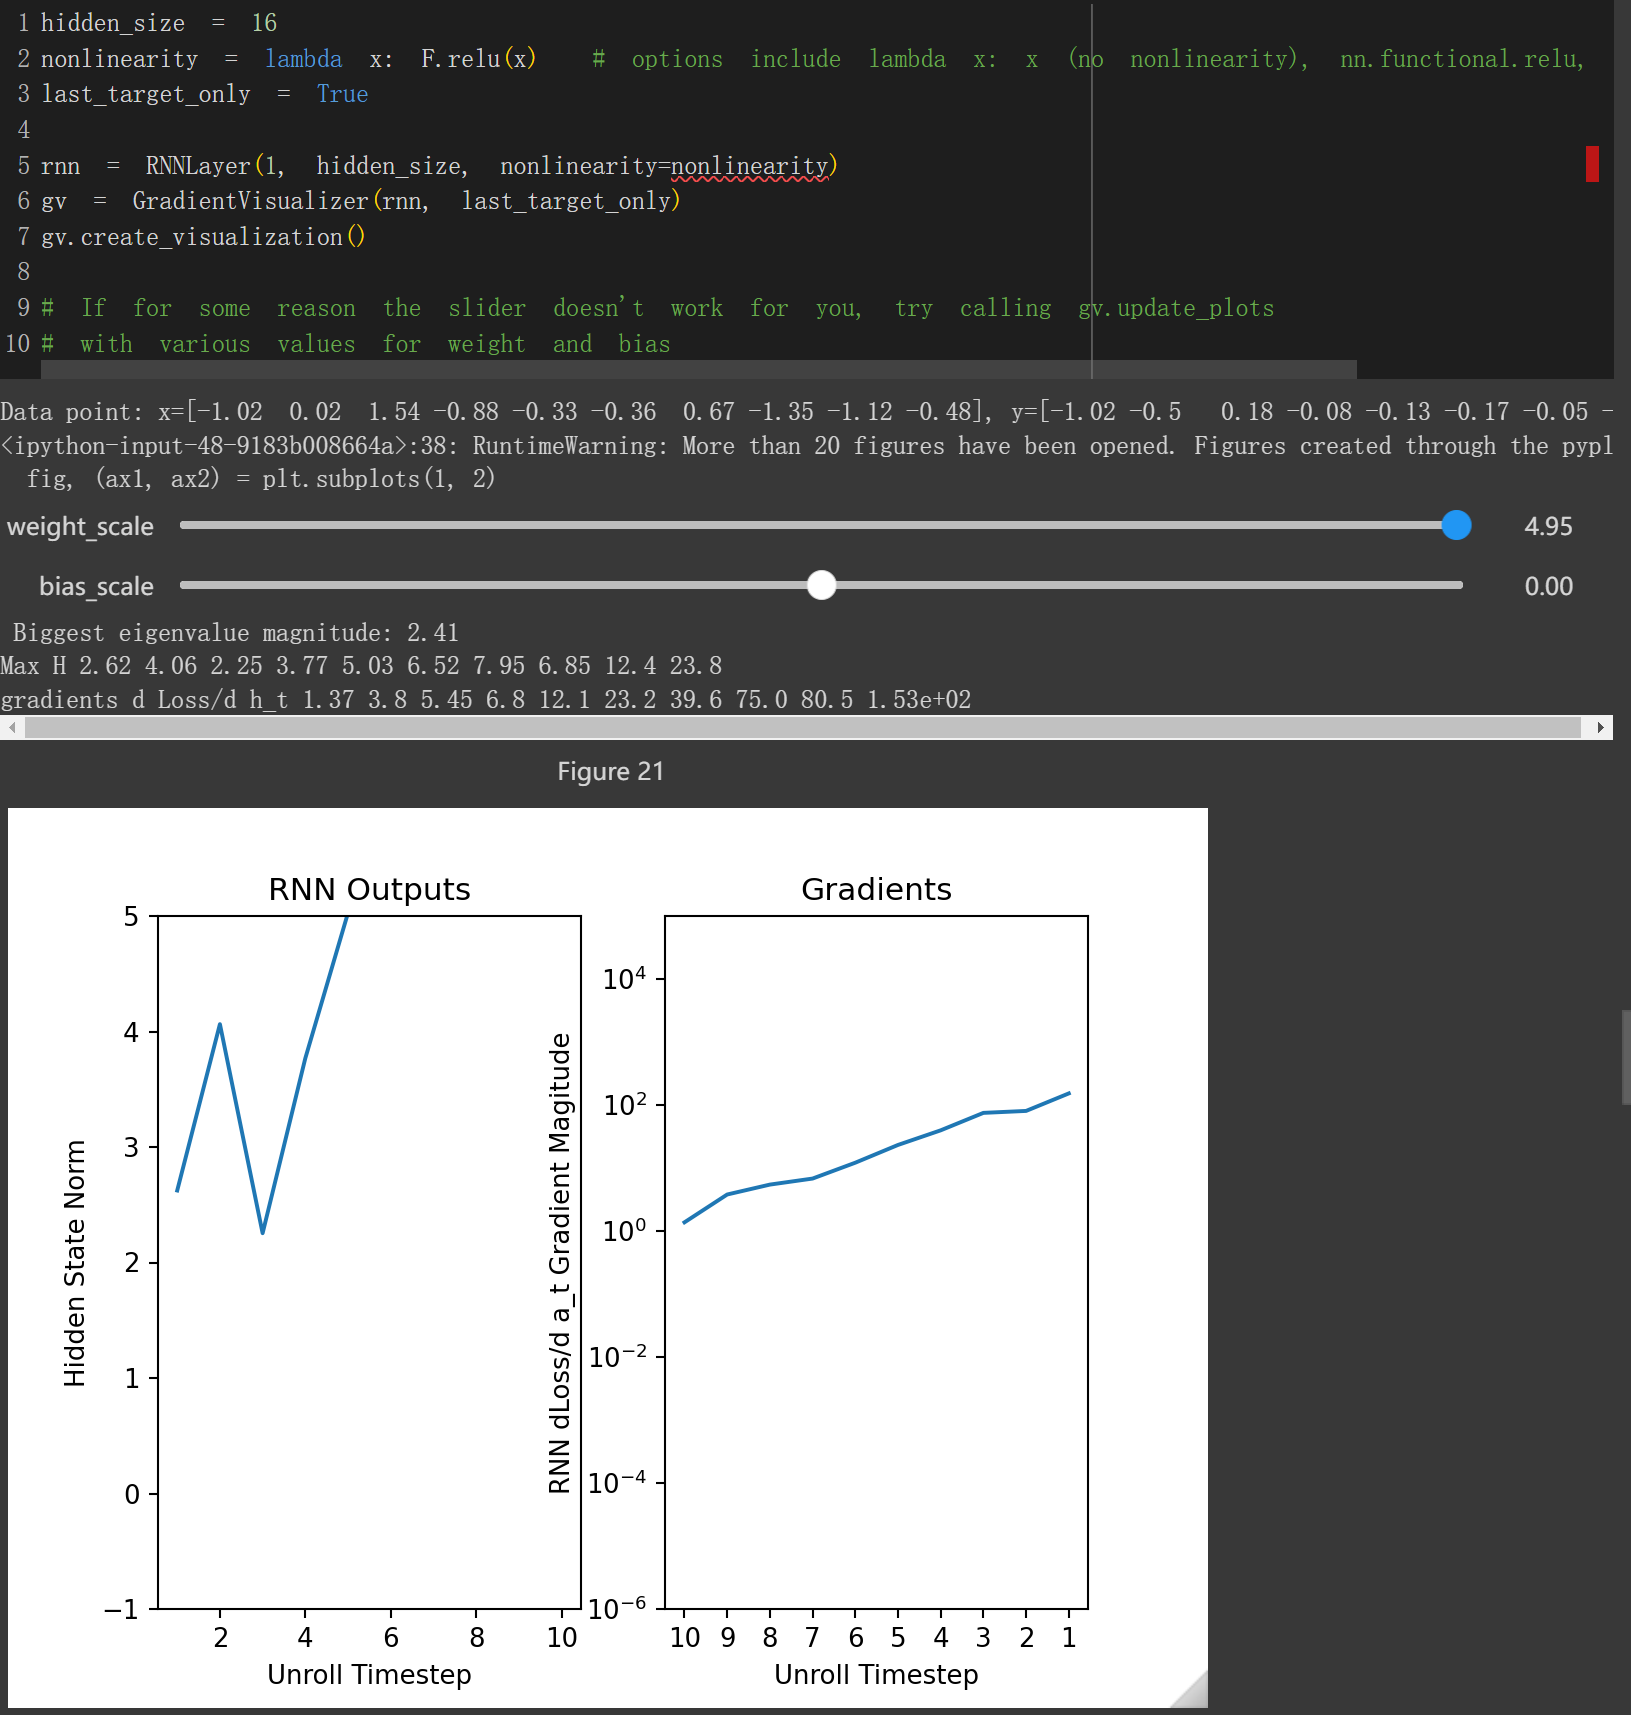 1 hidden_size = 16
2 nonlinearity = lambda x: F.relu(x) # options include lambda x: x (no nonlinearity), nn.functional.relu,
3 last_target_only = True
4
5 rnn = RNNLayer(1, hidden_size, nonlinearity=nonlinearity)
6 gv = GradientVisualizer(rnn, last_target_only)
7 gv.create_visualization()
8
9 # If for some reason the slider doesn't work for you, try calling gv.update_plots
10 # with various values for weight and bias
Data point: x=[-1.02 0.02 1.54 -0.88 -0.33 -0.36 0.67 -1.35 -1.12 -0.48], y=[-1.02 -0.5 0.18 -0.08 -0.13 -0.17 -0.05 -
<ipython-input-48-9183b008664a>:38: RuntimeWarning: More than 20 figures have been opened. Figures created through the pypl
fig, (ax1, ax2) = plt.subplots(1, 2)
weight_scale 4.95
bias_scale 0.00
Biggest eigenvalue magnitude: 2.41
Max H 2.62 4.06 2.25 3.77 5.03 6.52 7.95 6.85 12.4 23.8
gradients d Loss/d h_t 1.37 3.8 5.45 6.8 12.1 23.2 39.6 75.0 80.5 1.53e+02
Figure 21
RNN Outputs
Hidden State Norm
5
4
3
2
1
0
−1
2 4 6 8 10
Unroll Timestep
Gradients
RNN dLoss/d a_t Gradient Magitude
10⁴
10²
10⁰
10⁻²
10⁻⁴
10⁻⁶
10 9 8 7 6 5 4 3 2 1
Unroll Timestep